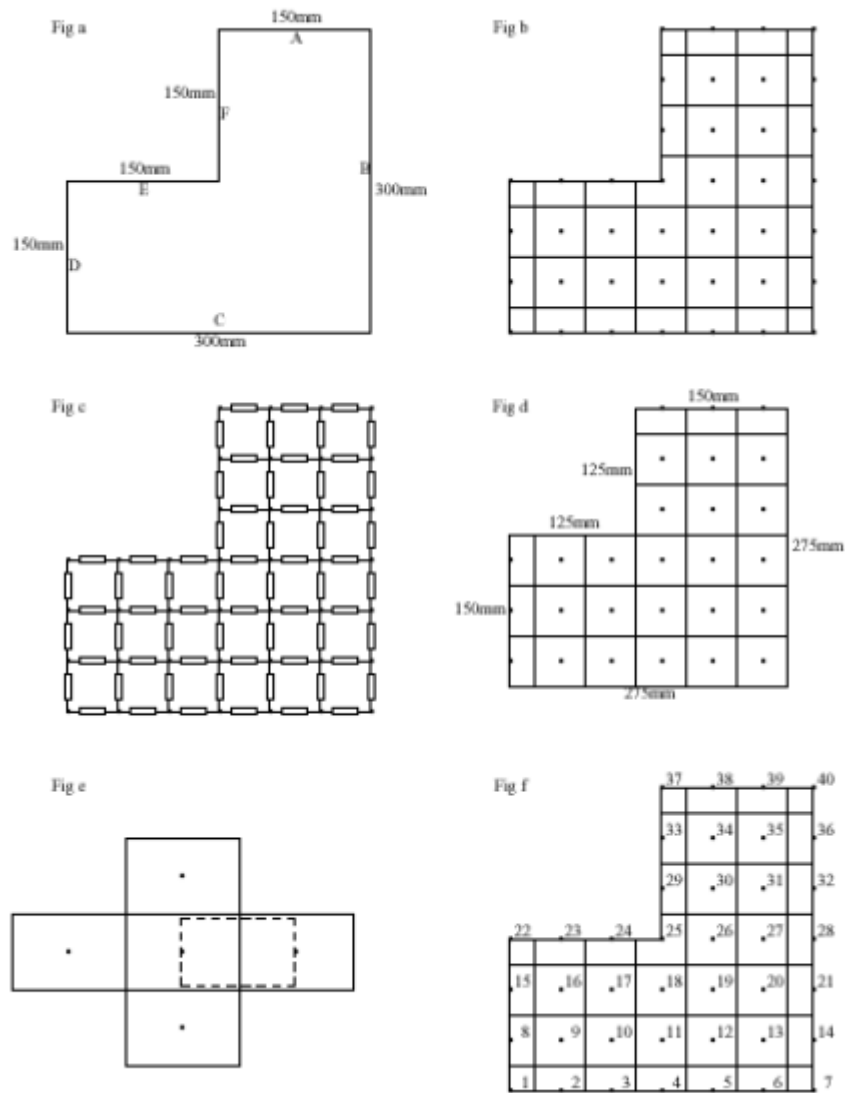 Fig a
150mm
A
150mm
F
150mm
E
B
300mm
150mm
D
C
300mm
Fig b
Fig c
Fig d
150mm
125mm
125mm
275mm
150mm
275mm
Fig e
Fig f
37 38 39 40
33 34 35 36
29 30 31 32
22 23 24 25 26 27 28
15 16 17 18 19 20 21
8 9 10 11 12 13 14
1 2 3 4 5 6 7